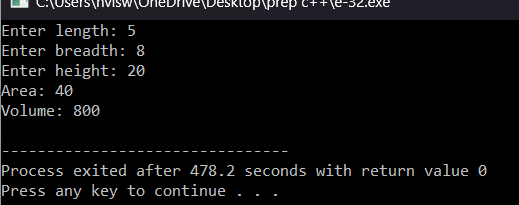 C:\Users\nvisw\OneDrive\Desktop\prep c++\e-32.exe
Enter length: 5
Enter breadth: 8
Enter height: 20
Area: 40
Volume: 800
--------------------------------
Process exited after 478.2 seconds with return value 0
Press any key to continue . . .